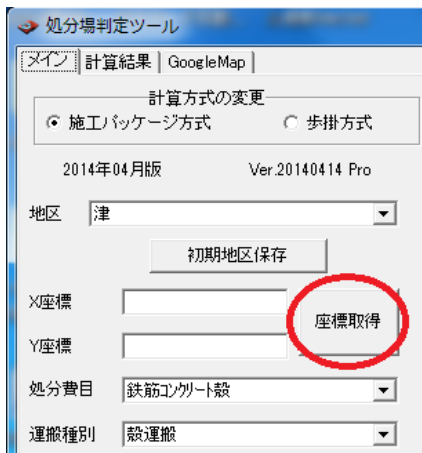 処分場判定ツール
メイン 計算結果 GoogleMap
計算方式の変更
施工パッケージ方式 歩掛方式
2014年04月版 Ver.20140414 Pro
地区 津
初期地区保存
X座標
座標取得
Y座標
処分費目 鉄筋コンクリート殻
運搬種別 殻運搬